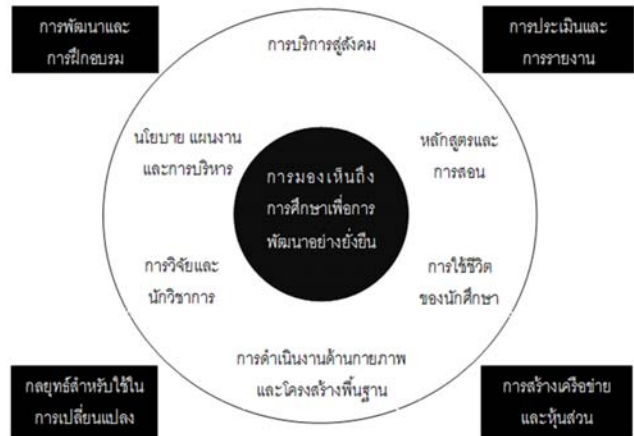 การพัฒนาและ
การฝึกอบรม
การประเมินและ
การรายงาน
การบริการสู่สังคม
นโยบาย แผนงาน
และการบริหาร
หลักสูตรและ
การสอน
การมองเห็นถึง
การศึกษาเพื่อการ
พัฒนาอย่างยั่งยืน
การวิจัยและ
นักวิชาการ
การใช้ชีวิต
ของนักศึกษา
การดำเนินงานด้านกายภาพ
และโครงสร้างพื้นฐาน
กลยุทธ์สำหรับใช้ใน
การเปลี่ยนแปลง
การสร้างเครือข่าย
และหุ้นส่วน